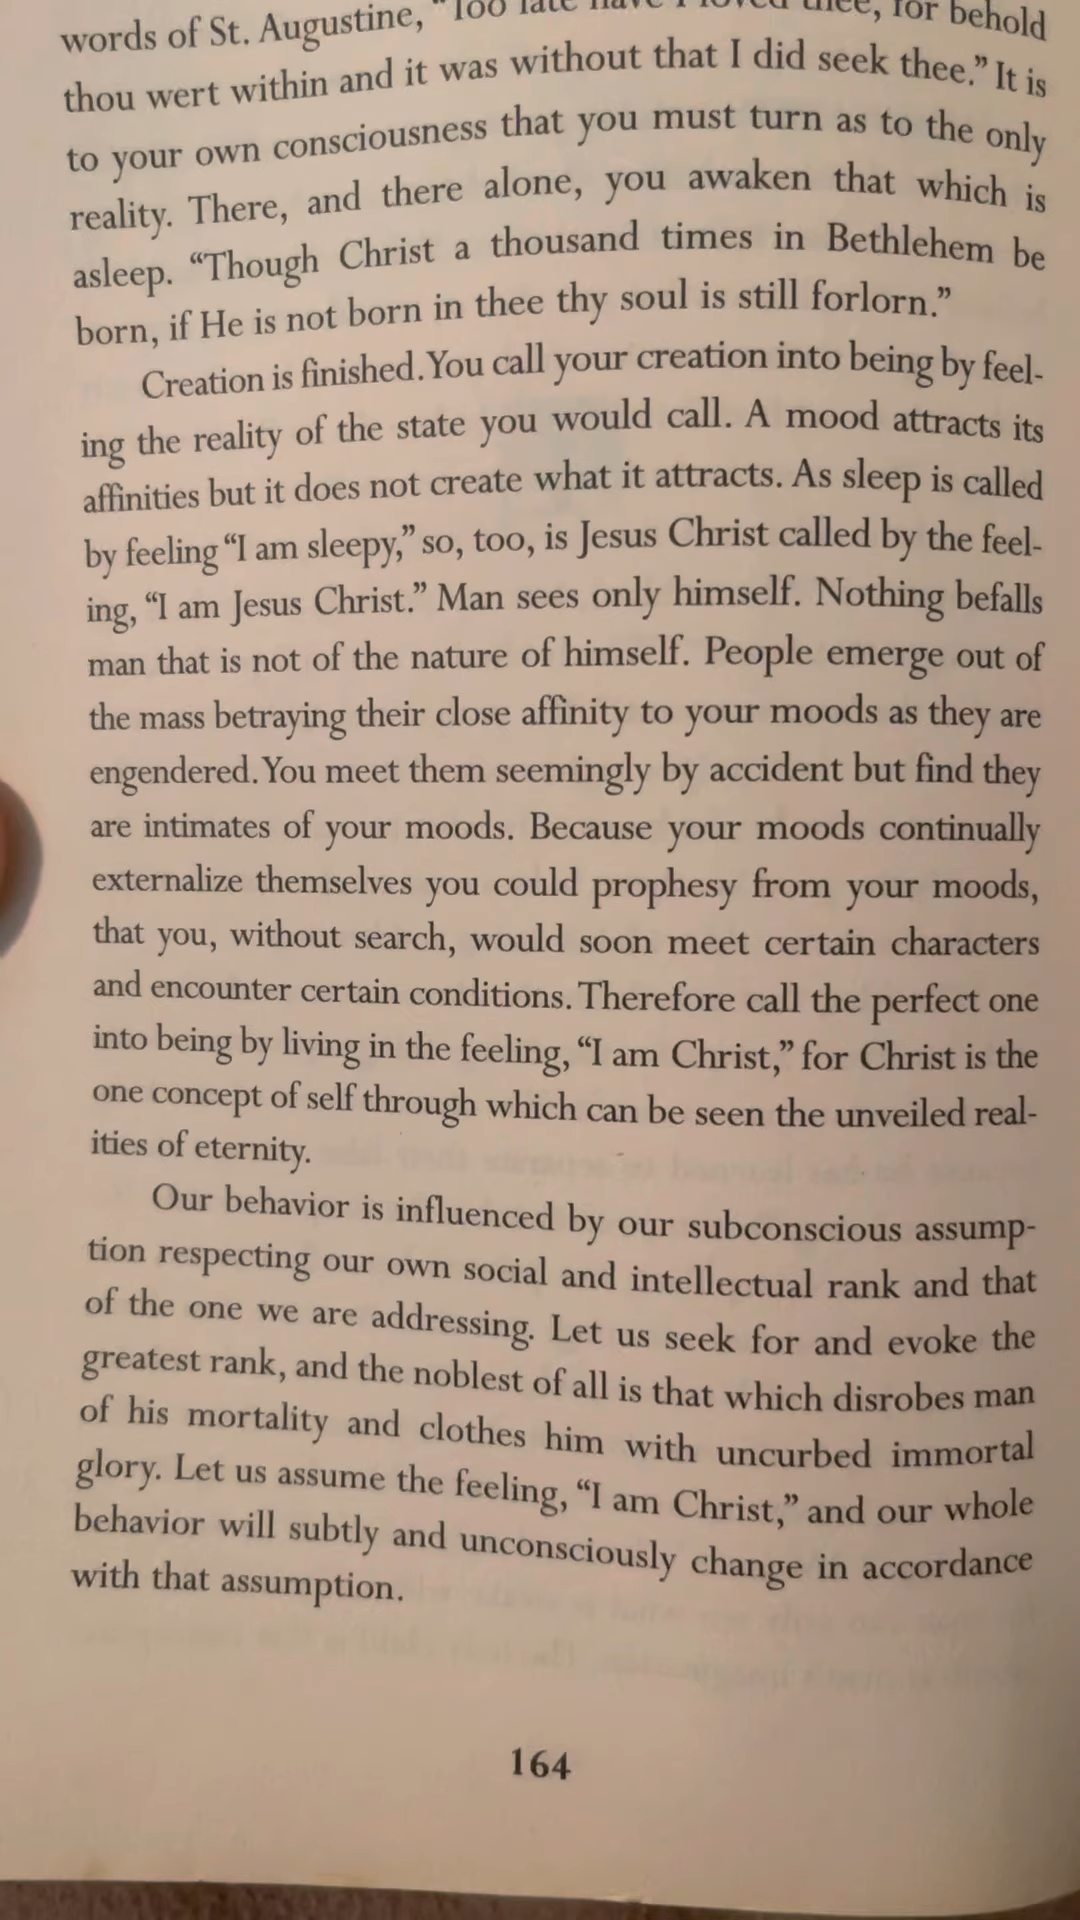 words of St. Augustine, "Too late have I loved thee, for behold
thou wert within and it was without that I did seek thee." It is
to your own consciousness that you must turn as to the only
reality. There, and there alone, you awaken that which is
asleep. "Though Christ a thousand times in Bethlehem be
born, if He is not born in thee thy soul is still forlorn."
Creation is finished. You call your creation into being by feel-
ing the reality of the state you would call. A mood attracts its
affinities but it does not create what it attracts. As sleep is called
by feeling "I am sleepy," so, too, is Jesus Christ called by the feel-
ing, "I am Jesus Christ." Man sees only himself. Nothing befalls
man that is not of the nature of himself. People emerge out of
the mass betraying their close affinity to your moods as they are
engendered. You meet them seemingly by accident but find they
are intimates of your moods. Because your moods continually
externalize themselves you could prophesy from your moods,
that you, without search, would soon meet certain characters
and encounter certain conditions. Therefore call the perfect one
into being by living in the feeling, "I am Christ," for Christ is the
one concept of self through which can be seen the unveiled real-
ities of eternity.
Our behavior is influenced by our subconscious assump-
tion respecting our own social and intellectual rank and that
of the one we are addressing. Let us seek for and evoke the
greatest rank, and the noblest of all is that which disrobes man
of his mortality and clothes him with uncurbed immortal
glory. Let us assume the feeling, "I am Christ," and our whole
behavior will subtly and unconsciously change in accordance
with that assumption.
164